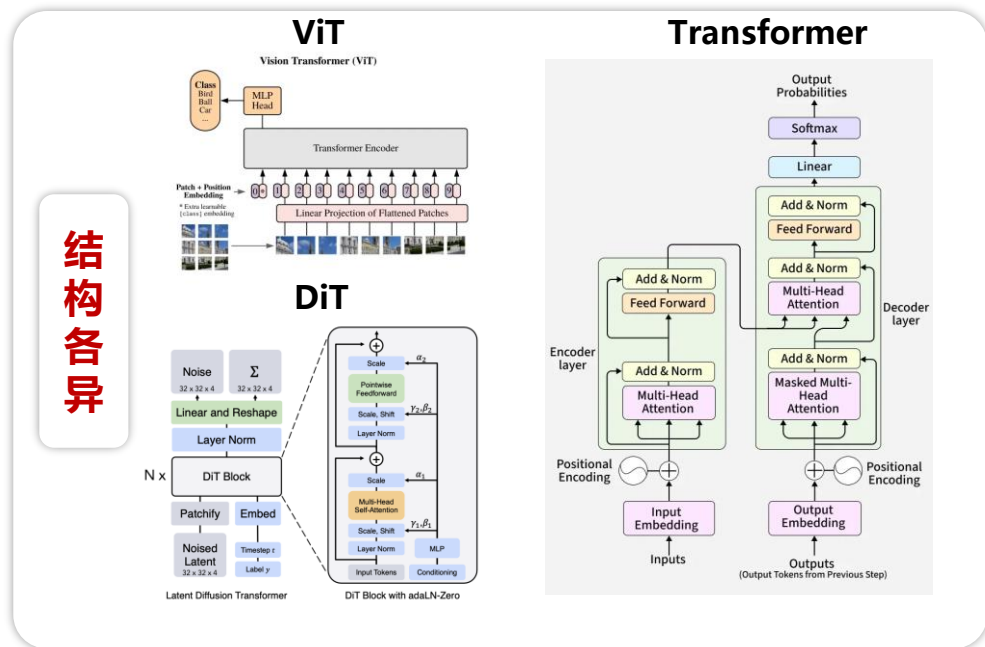 ViT
Vision Transformer (ViT)
Class
Bird
Ball
Car
...
MLP
Head
Transformer Encoder
Patch + Position
Embedding
* Extra learnable
[class] embedding
0 *
1
2
3
4
5
6
7
8
9
Linear Projection of Flattened Patches
结
构
各
异
DiT
Noise
32 x 32 x 4
Σ
32 x 32 x 4
Linear and Reshape
Layer Norm
N x
DiT Block
Patchify
Embed
Noised
Latent
32 x 32 x 4
Timestep t
Label y
Latent Diffusion Transformer
Scale
α2
Pointwise
Feedforward
Scale, Shift
γ2,β2
Layer Norm
Scale
α1
Multi-Head
Self-Attention
Scale, Shift
γ1,β1
Layer Norm
MLP
Input Tokens
Conditioning
DiT Block with adaLN-Zero
Transformer
Output
Probabilities
Softmax
Linear
Add & Norm
Feed Forward
Add & Norm
Multi-Head
Attention
Decoder
layer
Add & Norm
Masked Multi-
Head
Attention
Add & Norm
Feed Forward
Encoder
layer
Add & Norm
Multi-Head
Attention
Positional
Encoding
Positional
Encoding
Input
Embedding
Output
Embedding
Inputs
Outputs
(Output Tokens from Previous Step)